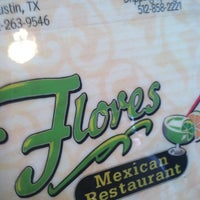 ustin, TX
-263-9546
512-858-2221
Flores
Mexican
Restaurant